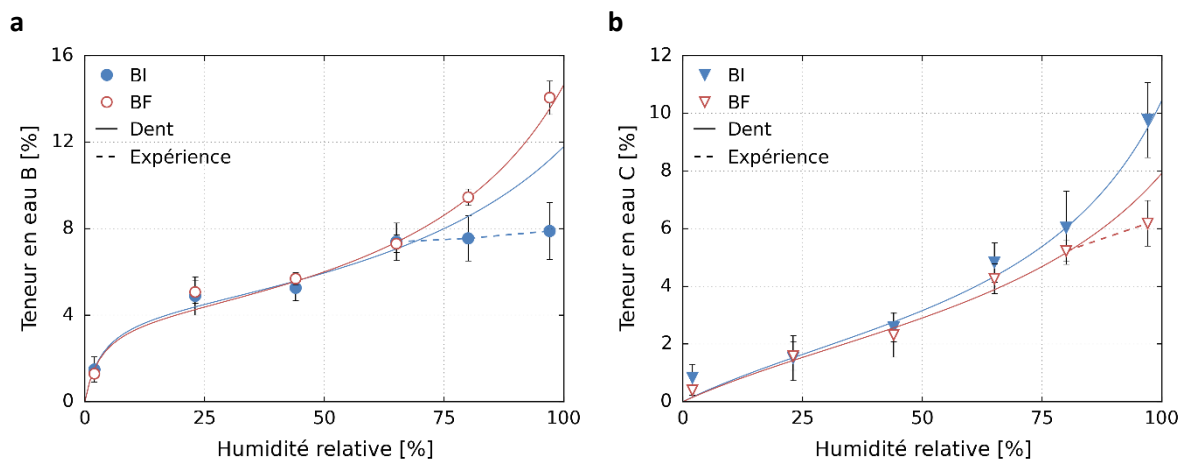 a
16
12
8
4
0
Teneur en eau B [%]
BI
BF
Dent
Expérience
0
25
50
75
100
Humidité relative [%]
b
12
10
8
6
4
2
0
Teneur en eau C [%]
BI
BF
Dent
Expérience
0
25
50
75
100
Humidité relative [%]